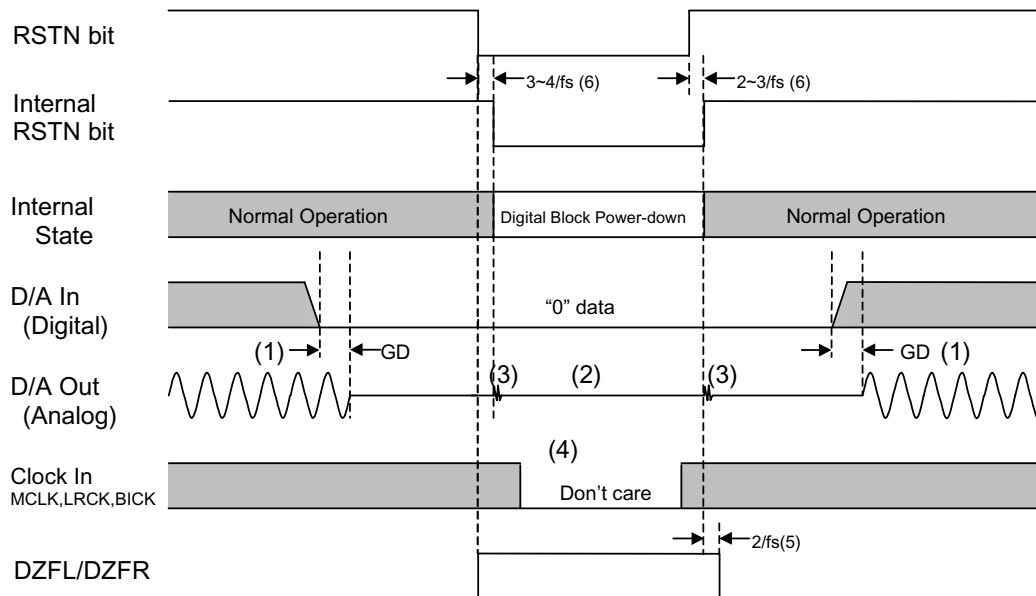 RSTN bit
3~4/fs (6)
2~3/fs (6)
Internal
RSTN bit
Internal
State
Normal Operation
Digital Block Power-down
Normal Operation
D/A In
(Digital)
“0” data
(1)
GD
GD
(1)
D/A Out
(Analog)
(3)
(2)
(3)
(4)
Clock In
MCLK,LRCK,BICK
Don’t care
2/fs(5)
DZFL/DZFR